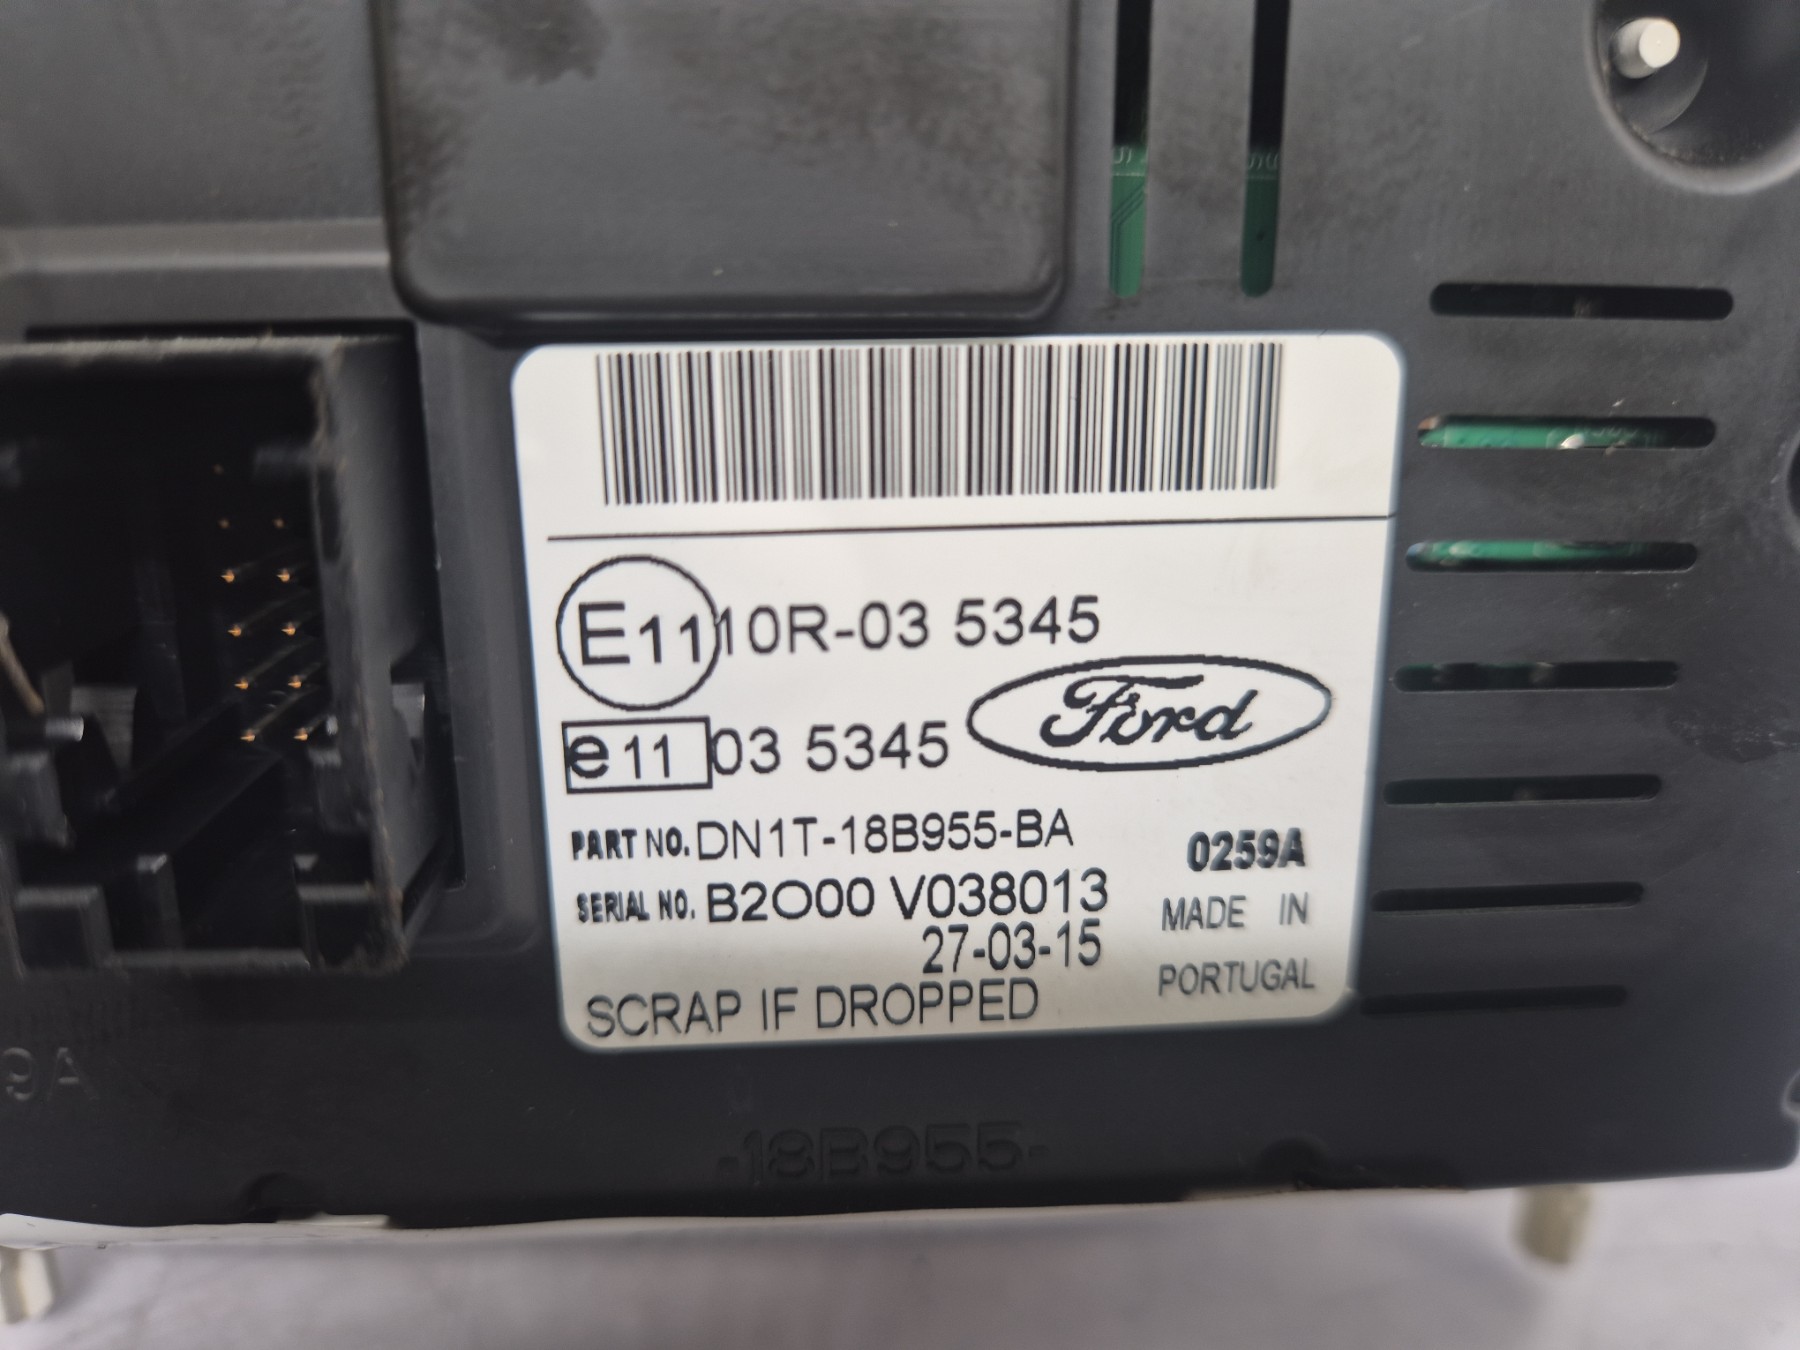 E11 10R-03 5345
e11 03 5345 Ford
PART NO. DN1T-18B955-BA 0259A
SERIAL NO. B2O00 V038013 MADE IN
27-03-15 PORTUGAL
SCRAP IF DROPPED
9A
-18B955-